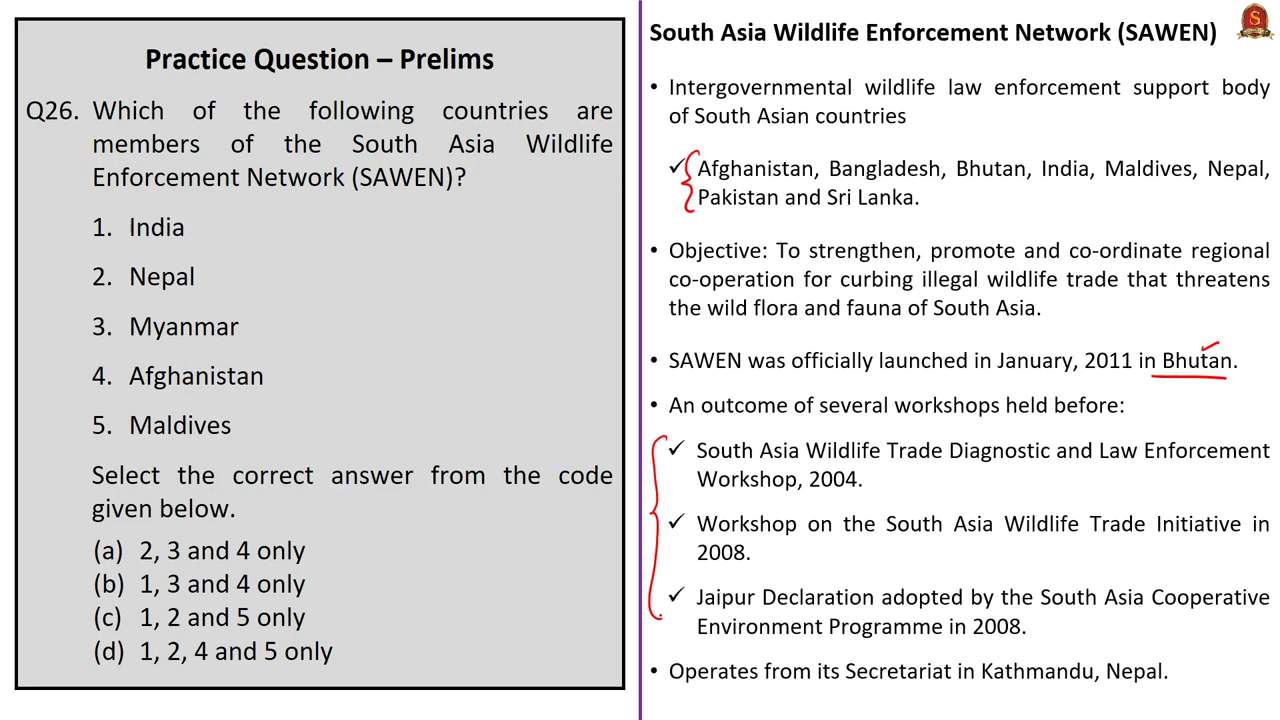 Practice Question – Prelims
Q26. Which of the following countries are
members of the South Asia Wildlife
Enforcement Network (SAWEN)?
1. India
2. Nepal
3. Myanmar
4. Afghanistan
5. Maldives
Select the correct answer from the code
given below.
(a) 2, 3 and 4 only
(b) 1, 3 and 4 only
(c) 1, 2 and 5 only
(d) 1, 2, 4 and 5 only
South Asia Wildlife Enforcement Network (SAWEN)
• Intergovernmental wildlife law enforcement support body
of South Asian countries
✓ Afghanistan, Bangladesh, Bhutan, India, Maldives, Nepal,
Pakistan and Sri Lanka.
• Objective: To strengthen, promote and co-ordinate regional
co-operation for curbing illegal wildlife trade that threatens
the wild flora and fauna of South Asia.
• SAWEN was officially launched in January, 2011 in Bhutan.
• An outcome of several workshops held before:
✓ South Asia Wildlife Trade Diagnostic and Law Enforcement
Workshop, 2004.
✓ Workshop on the South Asia Wildlife Trade Initiative in
2008.
✓ Jaipur Declaration adopted by the South Asia Cooperative
Environment Programme in 2008.
• Operates from its Secretariat in Kathmandu, Nepal.